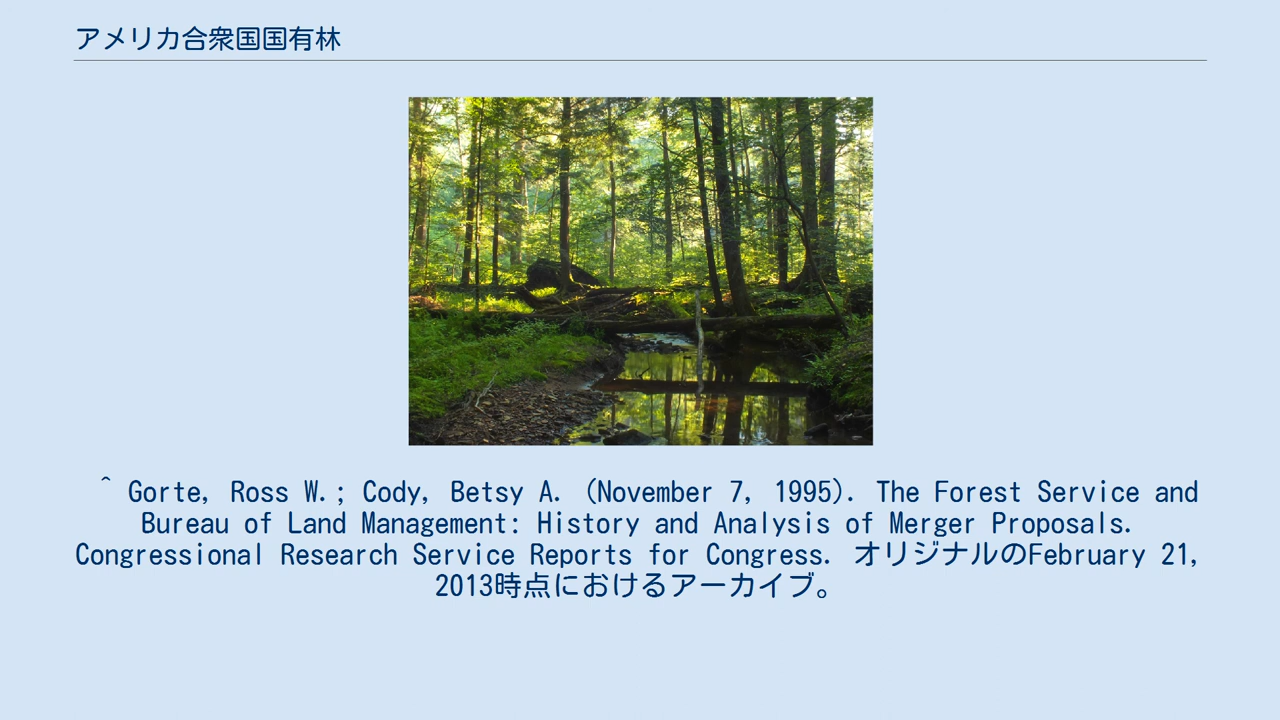 アメリカ合衆国国有林
^ Gorte, Ross W.; Cody, Betsy A. (November 7, 1995). The Forest Service and
Bureau of Land Management: History and Analysis of Merger Proposals.
Congressional Research Service Reports for Congress. オリジナルのFebruary 21,
2013時点におけるアーカイブ。